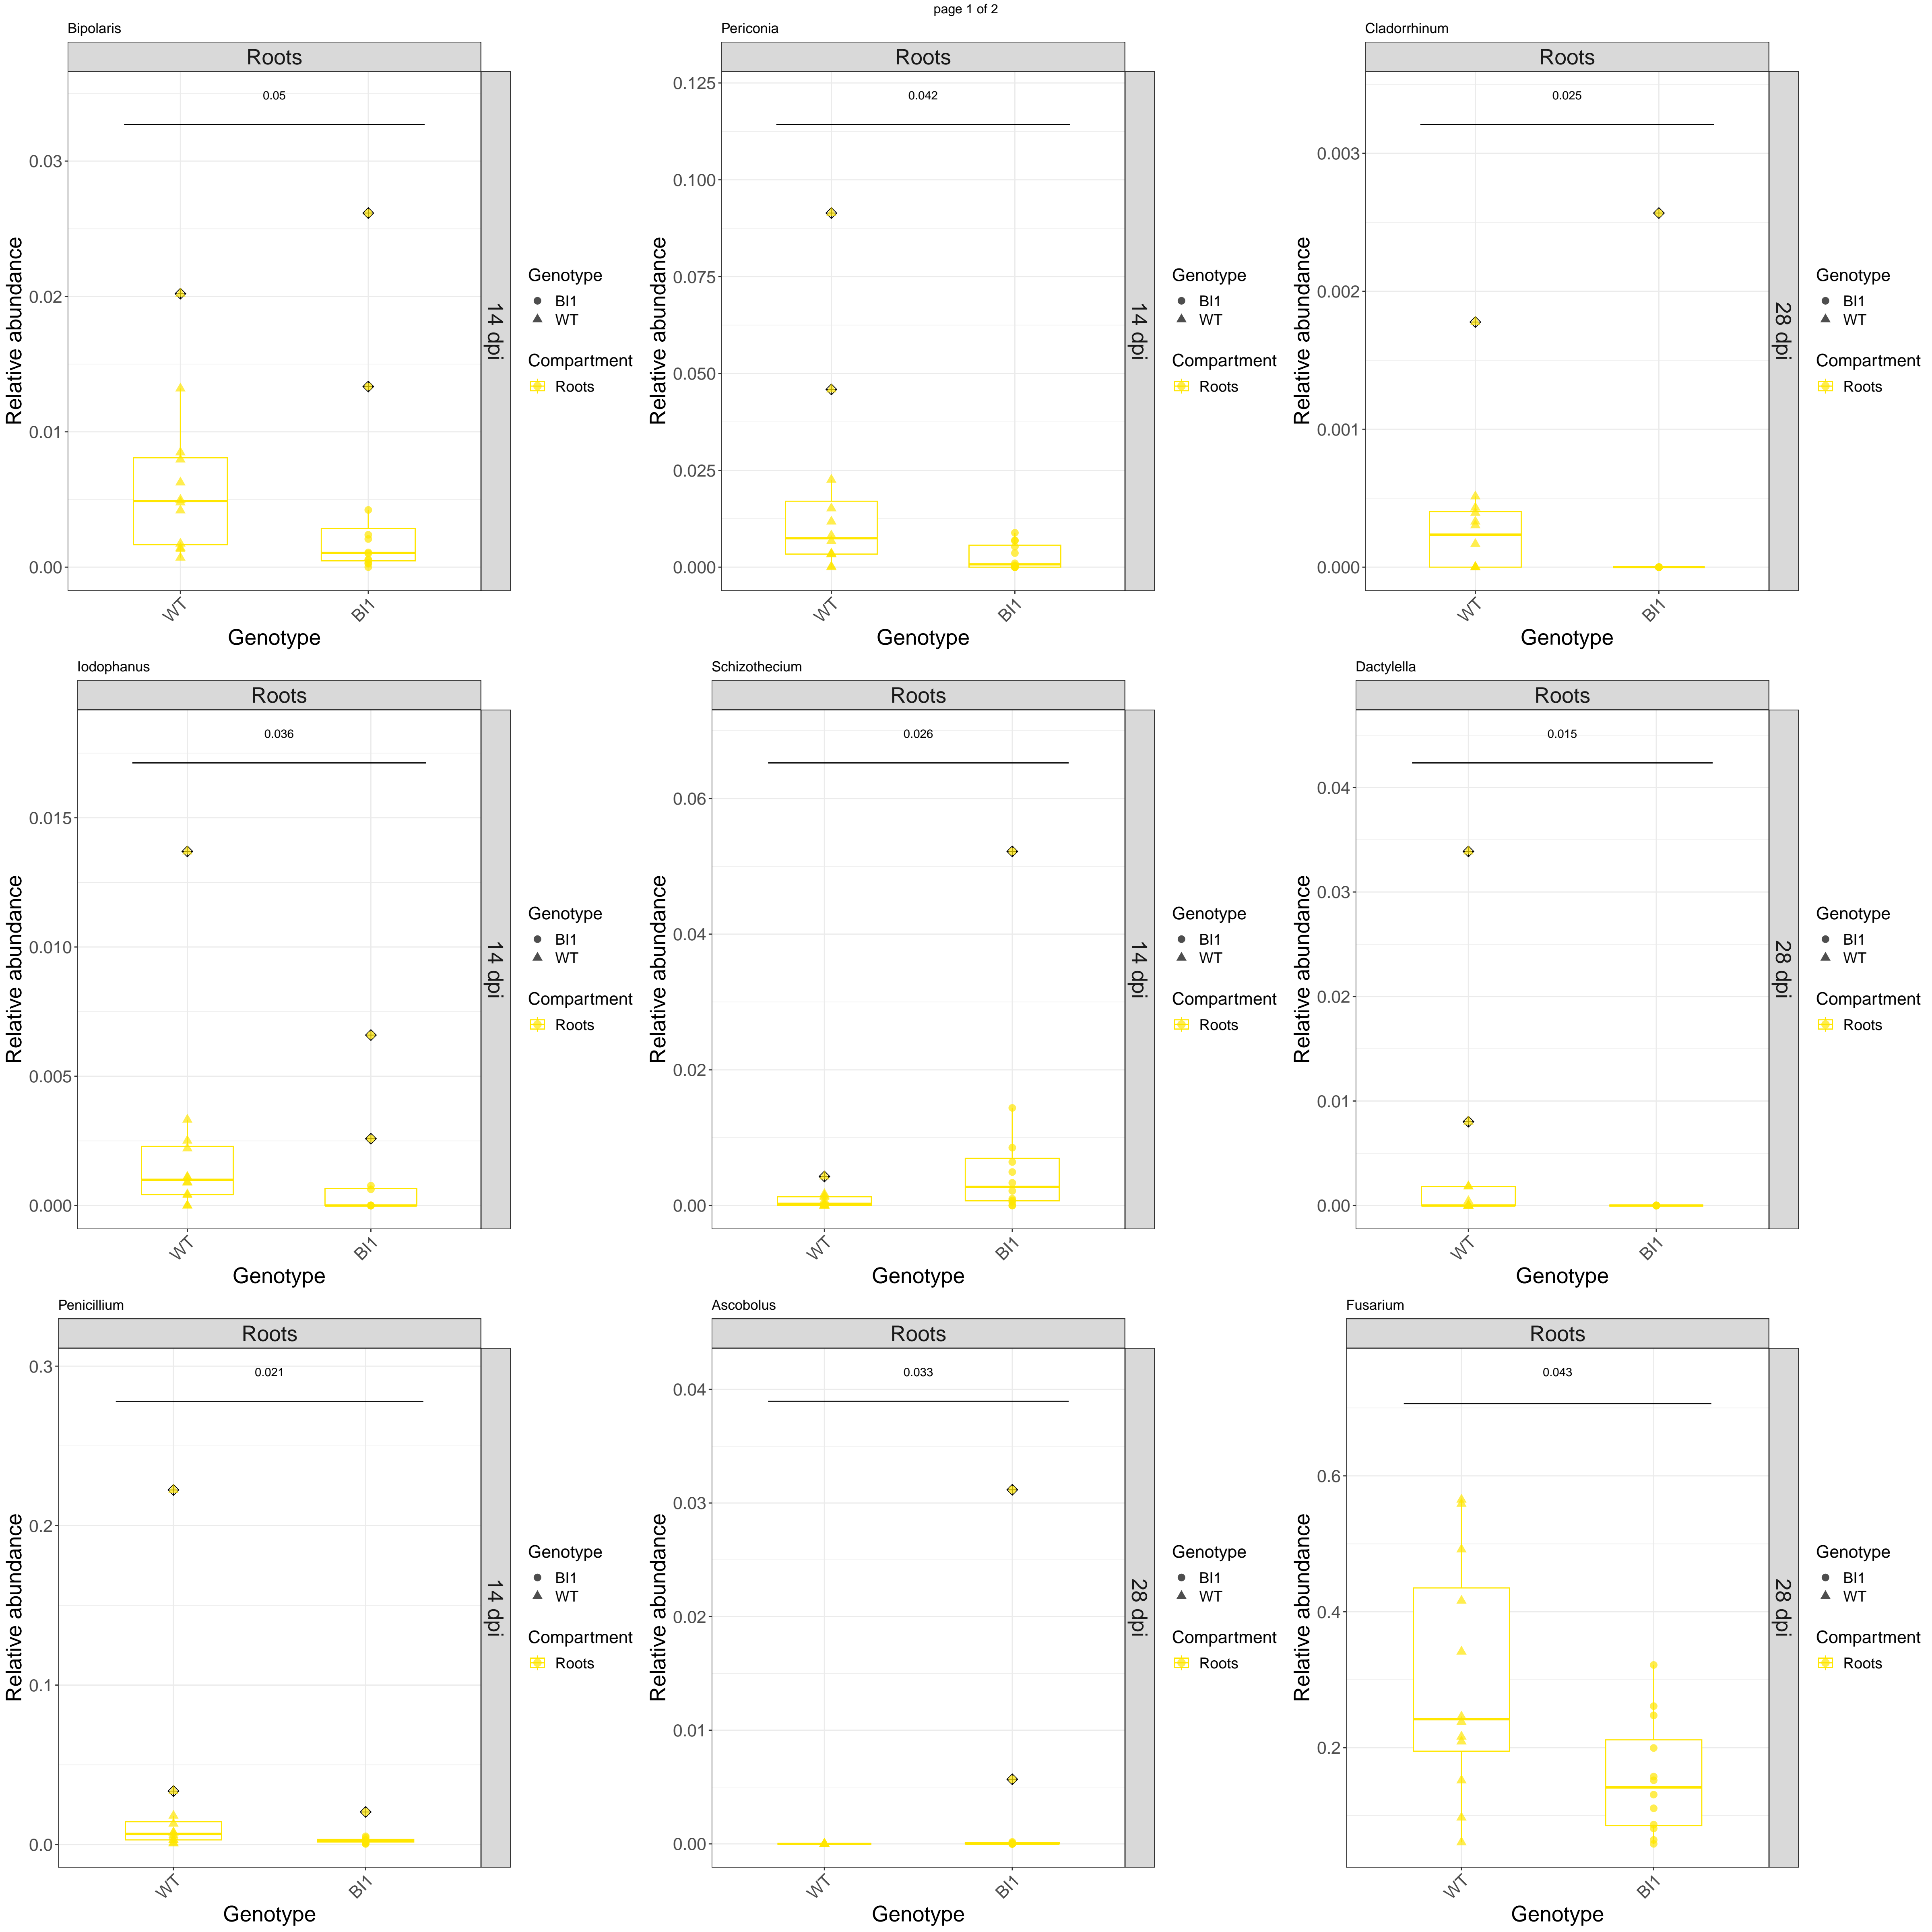 page 1 of 2
Bipolaris
Roots
0.05
0.03
0.02
0.01
0.00
Relative abundance
14 dpi
WT
BI1
Genotype
Genotype
BI1
WT
Compartment
Roots
Periconia
Roots
0.042
0.125
0.100
0.075
0.050
0.025
0.000
Relative abundance
14 dpi
WT
BI1
Genotype
Genotype
BI1
WT
Compartment
Roots
Cladorrhinum
Roots
0.025
0.003
0.002
0.001
0.000
Relative abundance
28 dpi
WT
BI1
Genotype
Genotype
BI1
WT
Compartment
Roots
Iodophanus
Roots
0.036
0.015
0.010
0.005
0.000
Relative abundance
14 dpi
WT
BI1
Genotype
Genotype
BI1
WT
Compartment
Roots
Schizothecium
Roots
0.026
0.06
0.04
0.02
0.00
Relative abundance
14 dpi
WT
BI1
Genotype
Genotype
BI1
WT
Compartment
Roots
Dactylella
Roots
0.015
0.04
0.03
0.02
0.01
0.00
Relative abundance
28 dpi
WT
BI1
Genotype
Genotype
BI1
WT
Compartment
Roots
Penicillium
Roots
0.021
0.3
0.2
0.1
0.0
Relative abundance
14 dpi
WT
BI1
Genotype
Genotype
BI1
WT
Compartment
Roots
Ascobolus
Roots
0.033
0.04
0.03
0.02
0.01
0.00
Relative abundance
28 dpi
WT
BI1
Genotype
Genotype
BI1
WT
Compartment
Roots
Fusarium
Roots
0.043
0.6
0.4
0.2
Relative abundance
28 dpi
WT
BI1
Genotype
Genotype
BI1
WT
Compartment
Roots